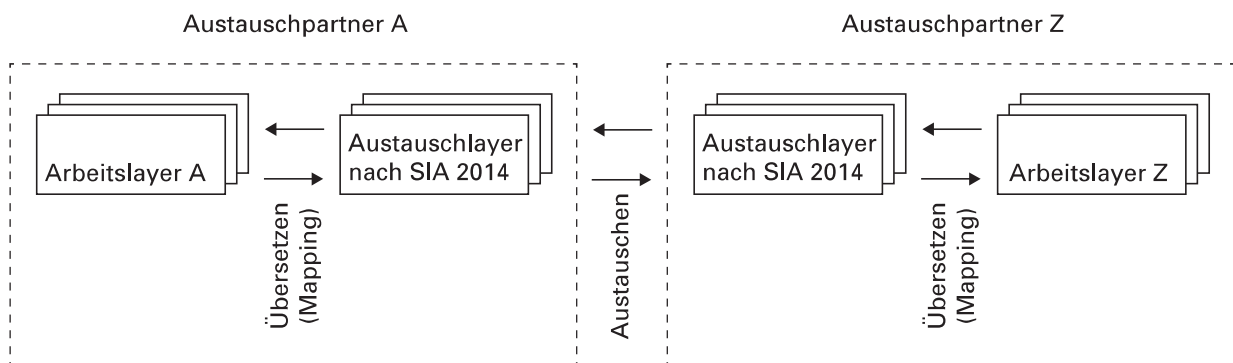 Austauschpartner A
Austauschpartner Z
Arbeitslayer A
Austauschlayer
nach SIA 2014
Austauschlayer
nach SIA 2014
Arbeitslayer Z
Übersetzen
(Mapping)
Austauschen
Übersetzen
(Mapping)